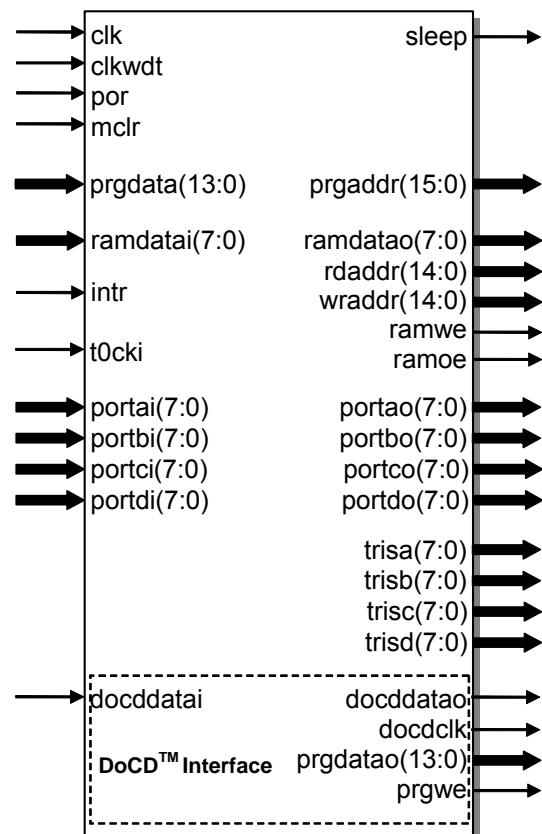 clk sleep
clkwdt
por
mclr
prgdata(13:0) prgaddr(15:0)
ramdatai(7:0) ramdatao(7:0)
rdaddr(14:0)
intr wraddr(14:0)
ramwe
t0cki ramoe
portai(7:0) portao(7:0)
portbi(7:0) portbo(7:0)
portci(7:0) portco(7:0)
portdi(7:0) portdo(7:0)
trisa(7:0)
trisb(7:0)
trisc(7:0)
trisd(7:0)
docddatai docddatao
docdclk
DoCD™ Interface prgdatao(13:0)
prgwe